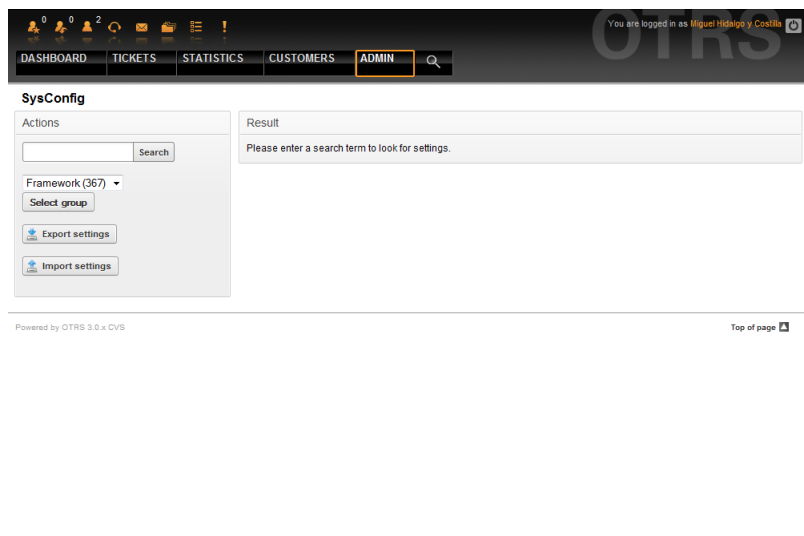 0 0 2
You are logged in as Miguel Hidalgo y Costilla
OTRS
DASHBOARD TICKETS STATISTICS CUSTOMERS ADMIN
SysConfig
Actions
Search
Framework (367)
Select group
Export settings
Import settings
Result
Please enter a search term to look for settings.
Powered by OTRS 3.0.x CVS
Top of page